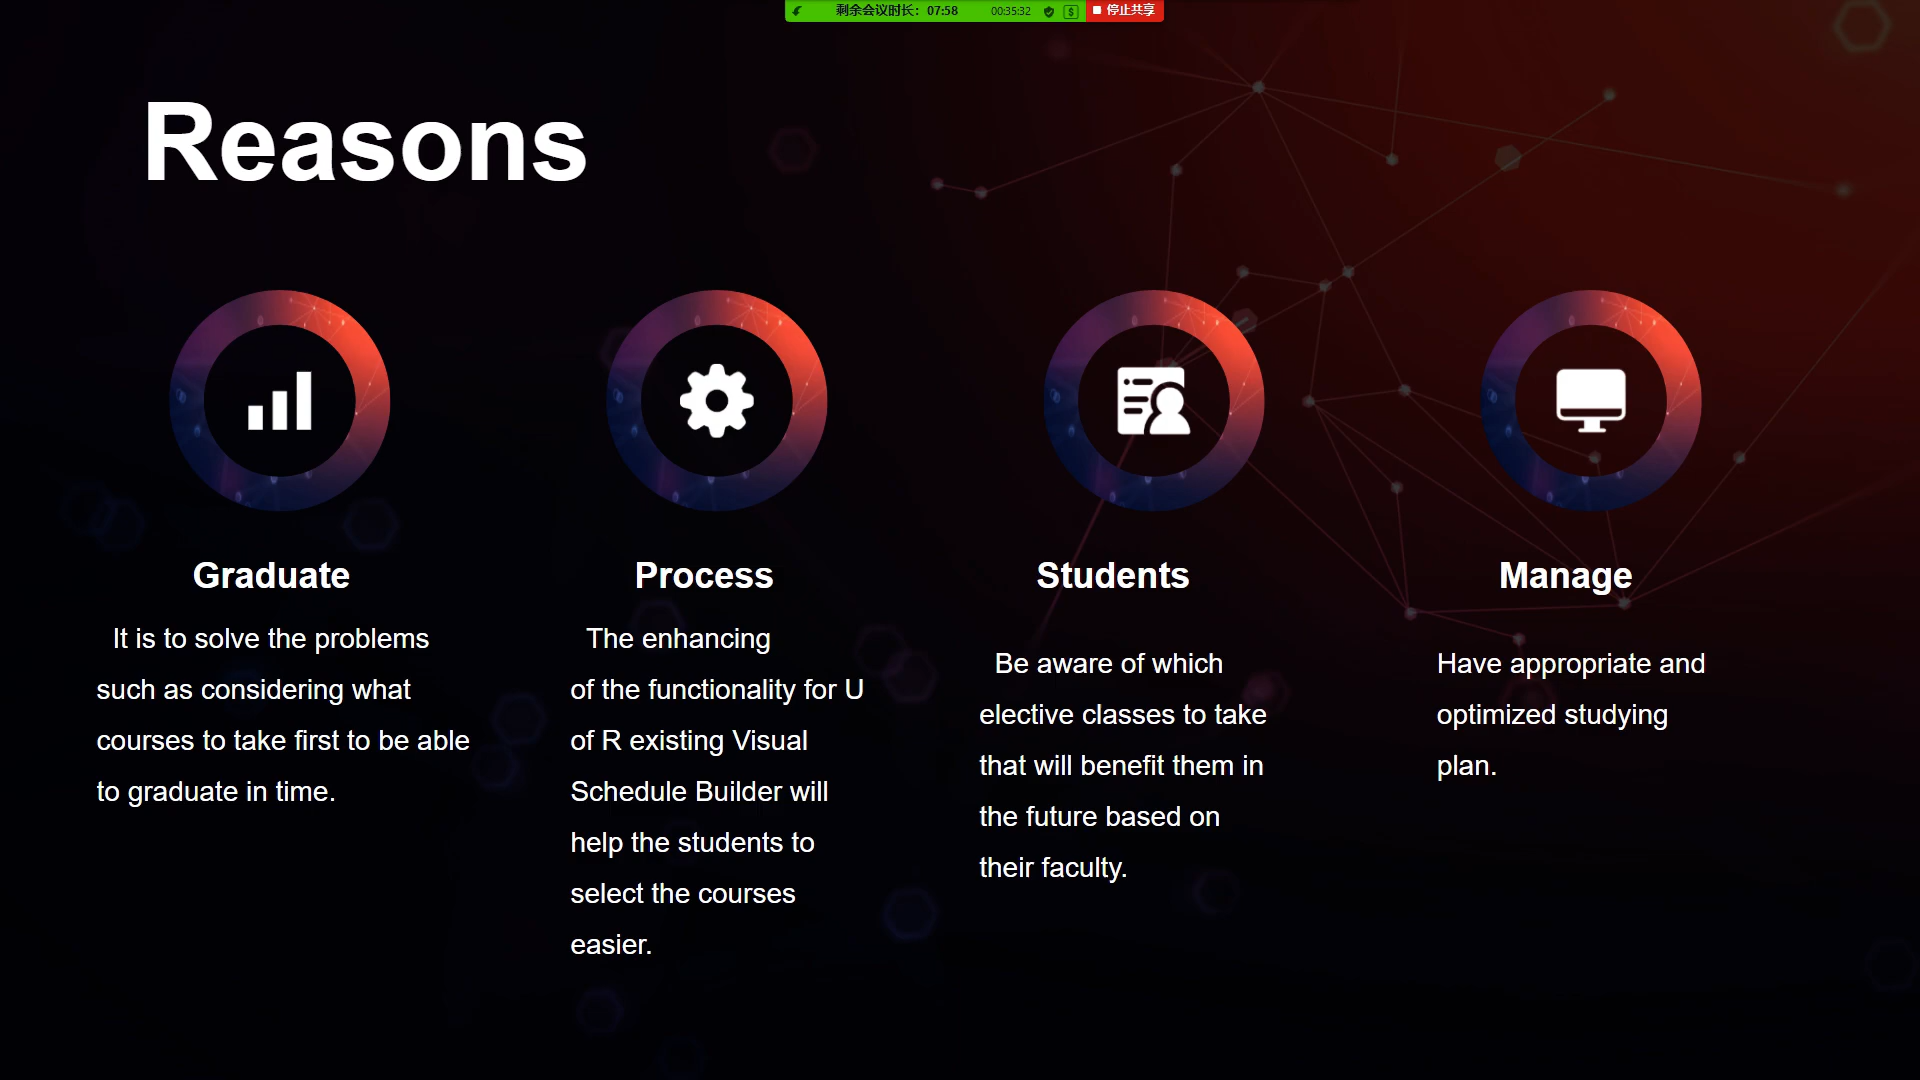 剩余会议时长：07:58 00:35:32 停止共享
Reasons
Graduate
It is to solve the problems
such as considering what
courses to take first to be able
to graduate in time.
Process
The enhancing
of the functionality for U
of R existing Visual
Schedule Builder will
help the students to
select the courses
easier.
Students
Be aware of which
elective classes to take
that will benefit them in
the future based on
their faculty.
Manage
Have appropriate and
optimized studying
plan.